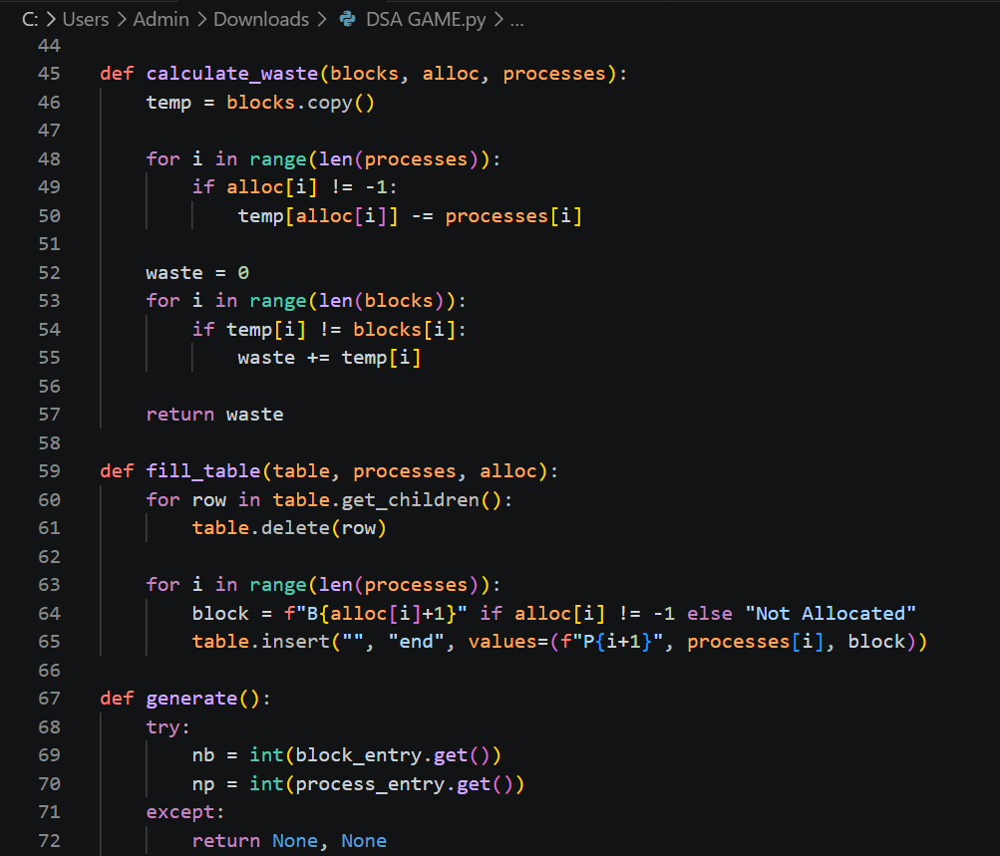 C: > Users > Admin > Downloads > DSA GAME.py > ...
44
45 def calculate_waste(blocks, alloc, processes):
46     temp = blocks.copy()
47
48     for i in range(len(processes)):
49         if alloc[i] != -1:
50             temp[alloc[i]] -= processes[i]
51
52     waste = 0
53     for i in range(len(blocks)):
54         if temp[i] != blocks[i]:
55             waste += temp[i]
56
57     return waste
58
59 def fill_table(table, processes, alloc):
60     for row in table.get_children():
61         table.delete(row)
62
63     for i in range(len(processes)):
64         block = f"B{alloc[i]+1}" if alloc[i] != -1 else "Not Allocated"
65         table.insert("", "end", values=(f"P{i+1}", processes[i], block))
66
67 def generate():
68     try:
69         nb = int(block_entry.get())
70         np = int(process_entry.get())
71     except:
72         return None, None